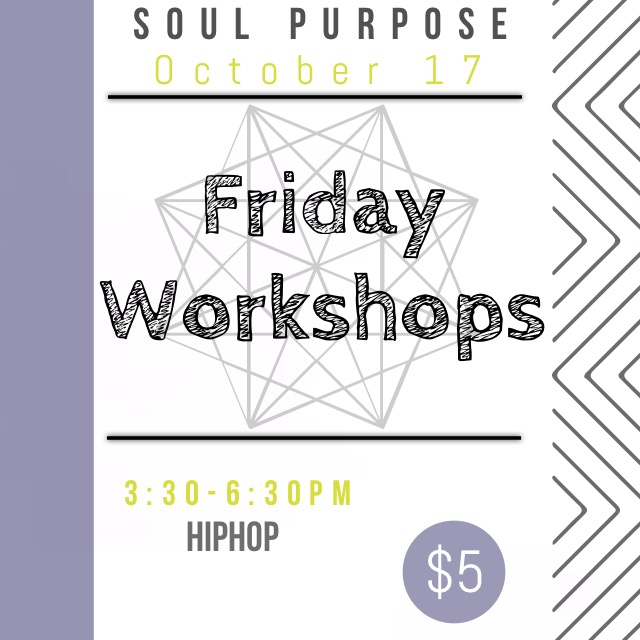 SOUL PURPOSE
October 17
Friday
Workshops
3:30-6:30PM
HIPHOP
$5